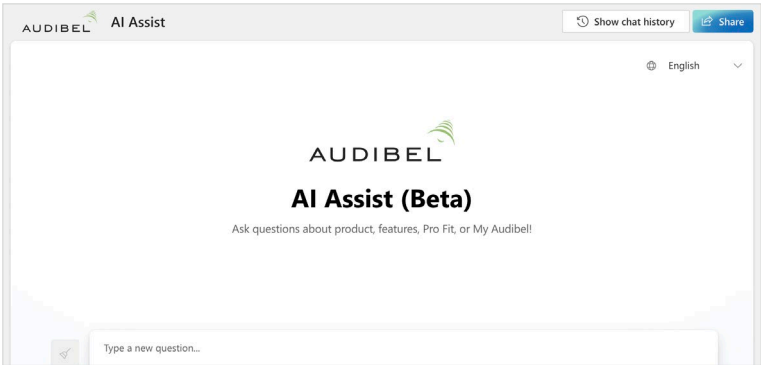 AUDIBEL AI Assist
Show chat history
Share
English
AUDIBEL
AI Assist (Beta)
Ask questions about product, features, Pro Fit, or My Audibel!
Type a new question...